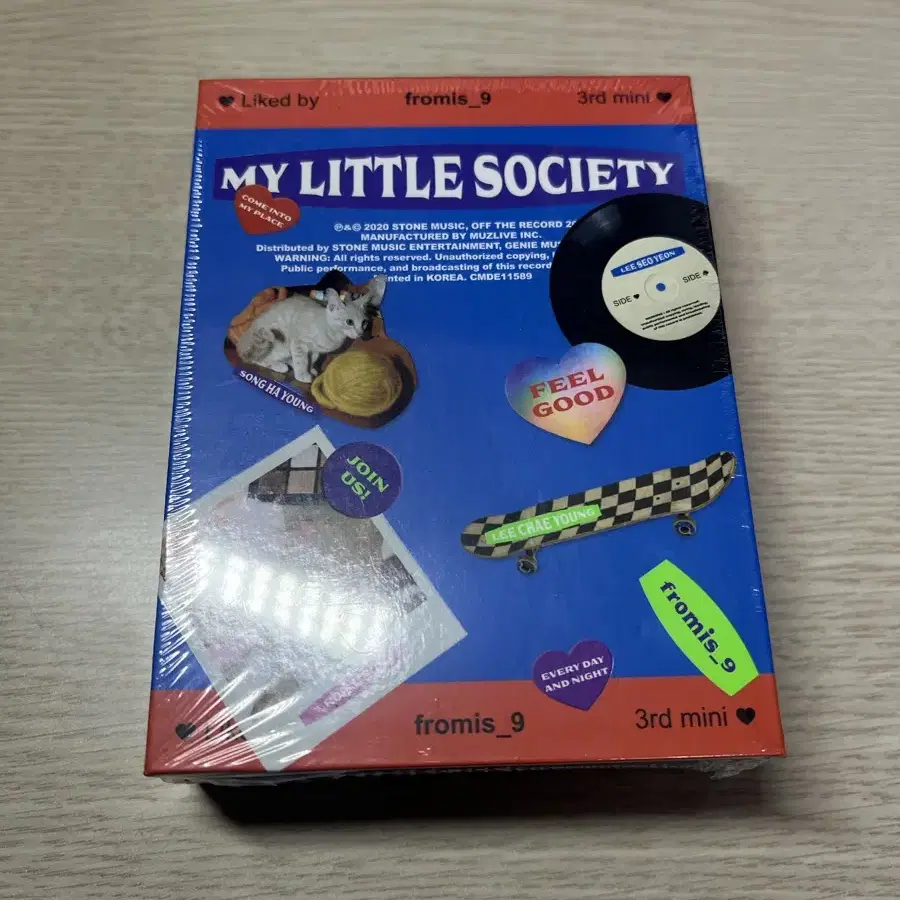 ♥ Liked by fromis_9 3rd mini ♥
MY LITTLE SOCIETY
COME INTO
MY PLACE
℗&© 2020 STONE MUSIC, OFF THE RECORD
MANUFACTURED BY MUZLIVE INC.
Distributed by STONE MUSIC ENTERTAINMENT, GENIE
WARNING: All rights reserved. Unauthorized copying,
Public performance, and broadcasting of this
in KOREA. CMDE11589
LEE SEO YEON
SIDE ♥
SIDE ♠
SONG HA YOUNG
FEEL
GOOD
JOIN
US!
LEE CHAE YOUNG
fromis_9
EVERY DAY
AND NIGHT
♥ fromis_9 3rd mini ♥